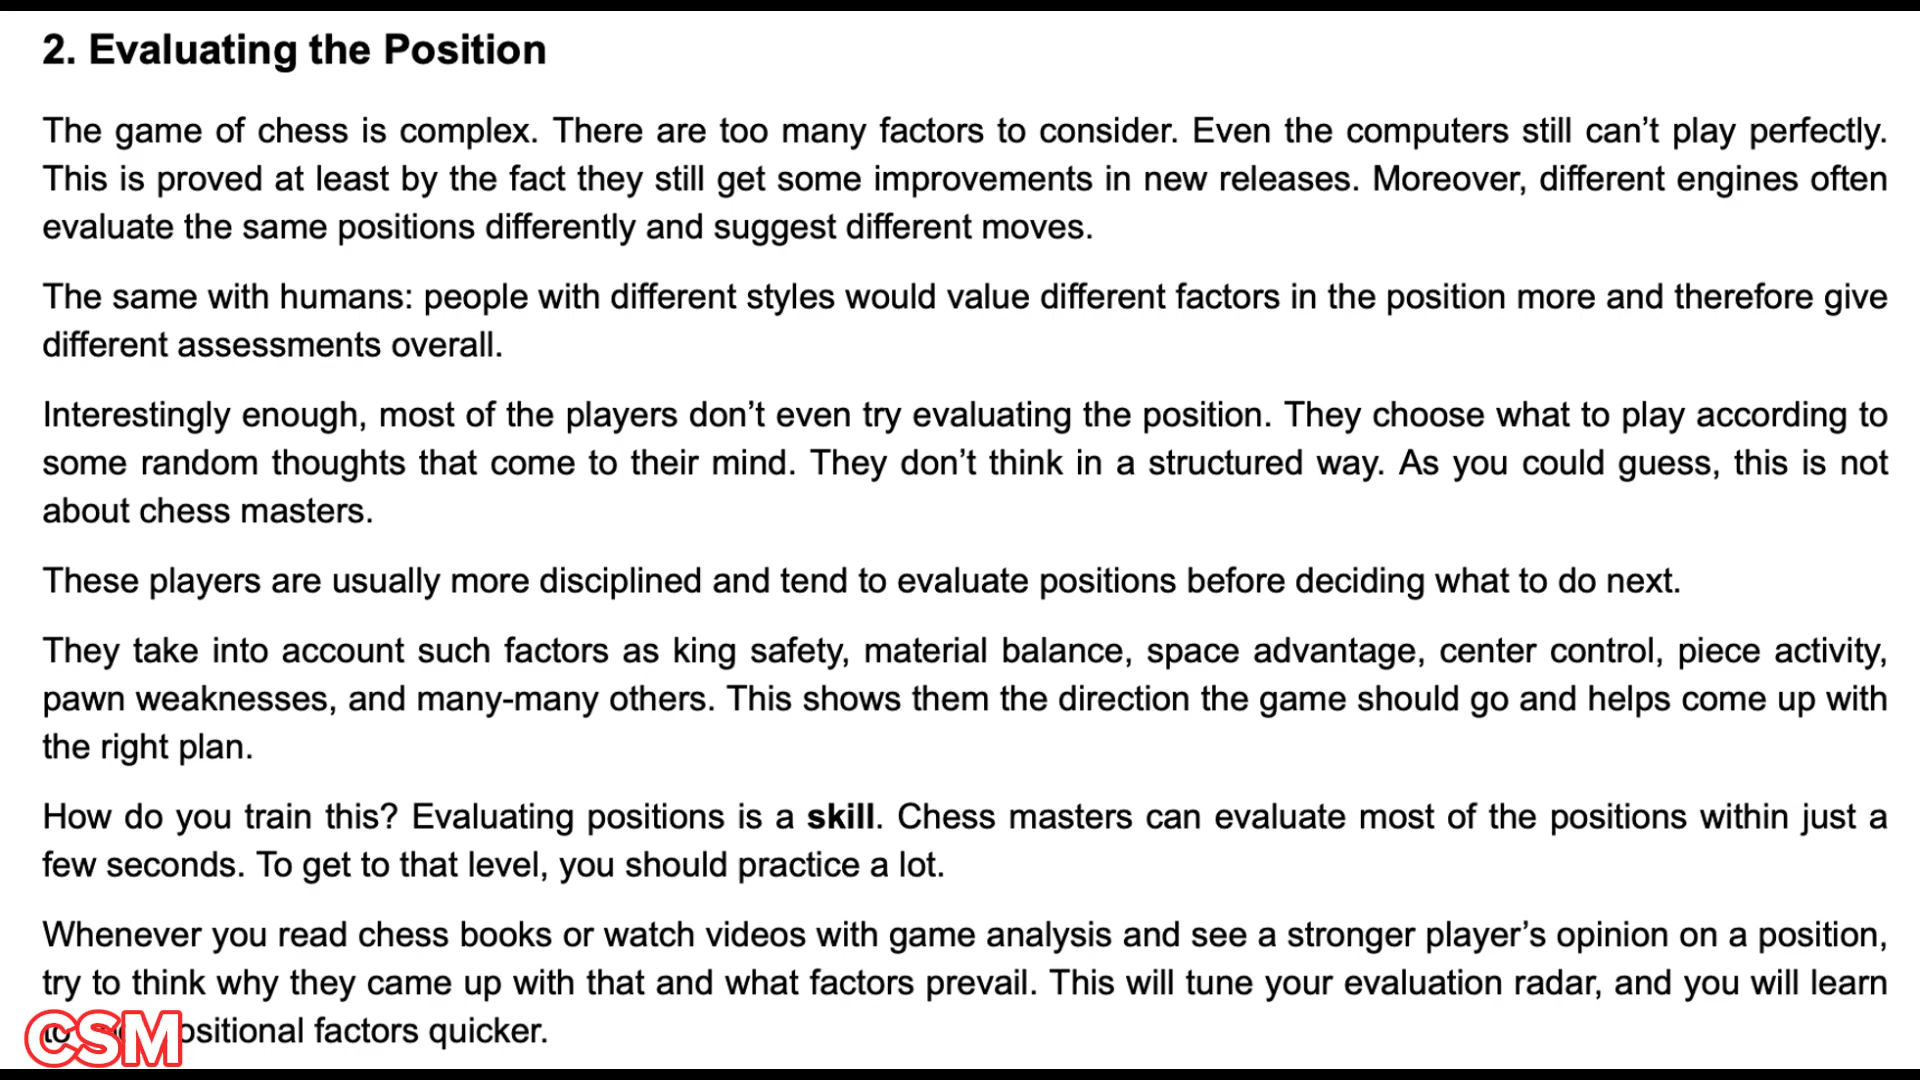 2. Evaluating the Position
The game of chess is complex. There are too many factors to consider. Even the computers still can’t play perfectly.
This is proved at least by the fact they still get some improvements in new releases. Moreover, different engines often
evaluate the same positions differently and suggest different moves.
The same with humans: people with different styles would value different factors in the position more and therefore give
different assessments overall.
Interestingly enough, most of the players don’t even try evaluating the position. They choose what to play according to
some random thoughts that come to their mind. They don’t think in a structured way. As you could guess, this is not
about chess masters.
These players are usually more disciplined and tend to evaluate positions before deciding what to do next.
They take into account such factors as king safety, material balance, space advantage, center control, piece activity,
pawn weaknesses, and many-many others. This shows them the direction the game should go and helps come up with
the right plan.
How do you train this? Evaluating positions is a skill. Chess masters can evaluate most of the positions within just a
few seconds. To get to that level, you should practice a lot.
Whenever you read chess books or watch videos with game analysis and see a stronger player’s opinion on a position,
try to think why they came up with that and what factors prevail. This will tune your evaluation radar, and you will learn
CSM ositional factors quicker.